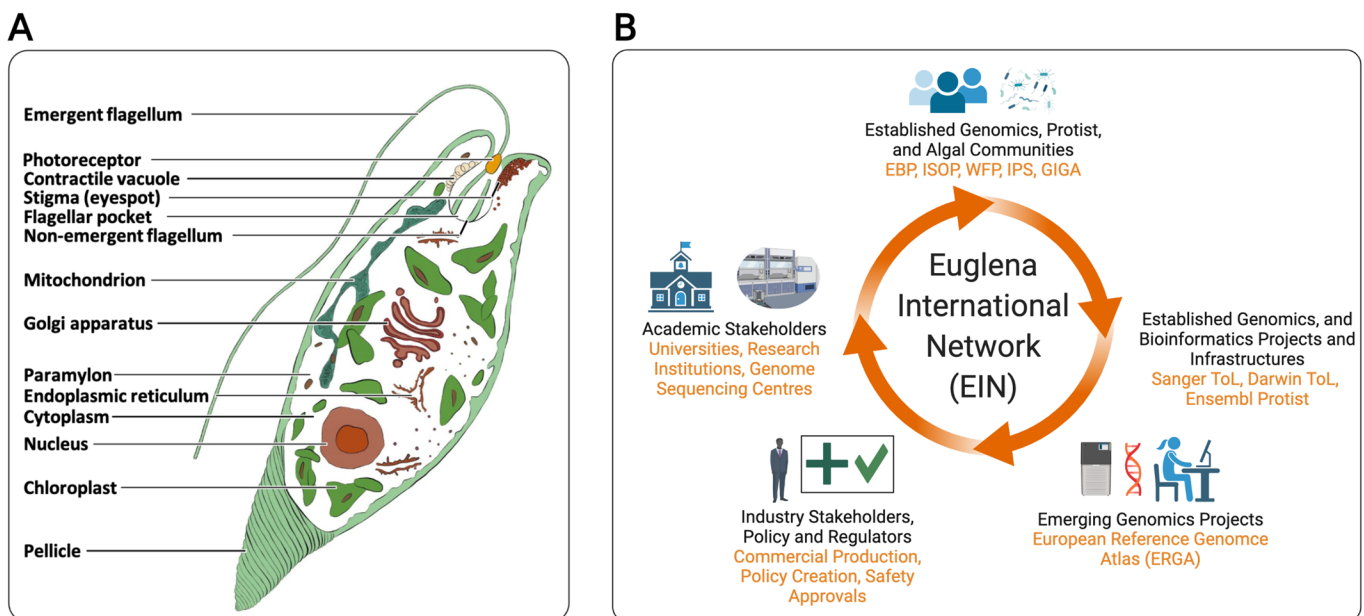 A
Emergent flagellum
Photoreceptor
Contractile vacuole
Stigma (eyespot)
Flagellar pocket
Non-emergent flagellum
Mitochondrion
Golgi apparatus
Paramylon
Endoplasmic reticulum
Cytoplasm
Nucleus
Chloroplast
Pellicle
B
Established Genomics, Protist,
and Algal Communities
EBP, ISOP, WFP, IPS, GIGA
Euglena
International
Network
(EIN)
Established Genomics, and
Bioinformatics Projects and
Infrastructures
Sanger ToL, Darwin ToL,
Ensembl Protist
Emerging Genomics Projects
European Reference Genomce
Atlas (ERGA)
Industry Stakeholders,
Policy and Regulators
Commercial Production,
Policy Creation, Safety
Approvals
Academic Stakeholders
Universities, Research
Institutions, Genome
Sequencing Centres